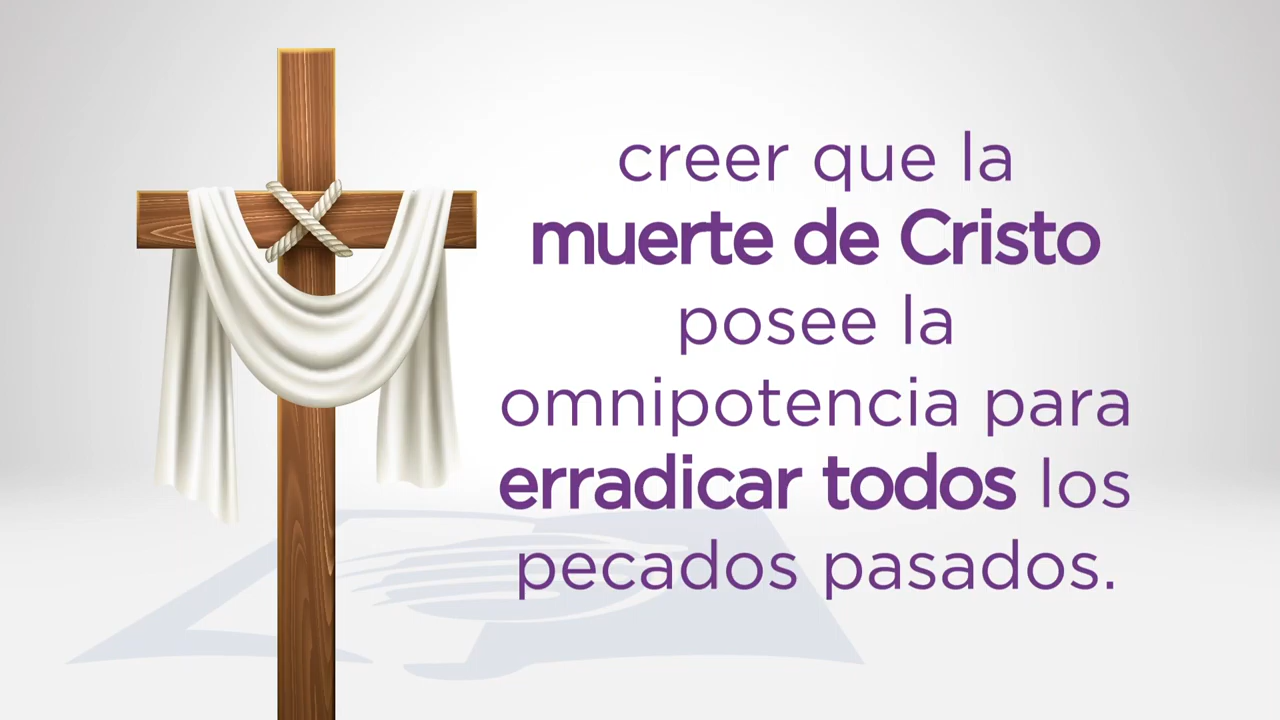 creer que la
muerte de Cristo
posee la
omnipotencia para
erradicar todos los
pecados pasados.